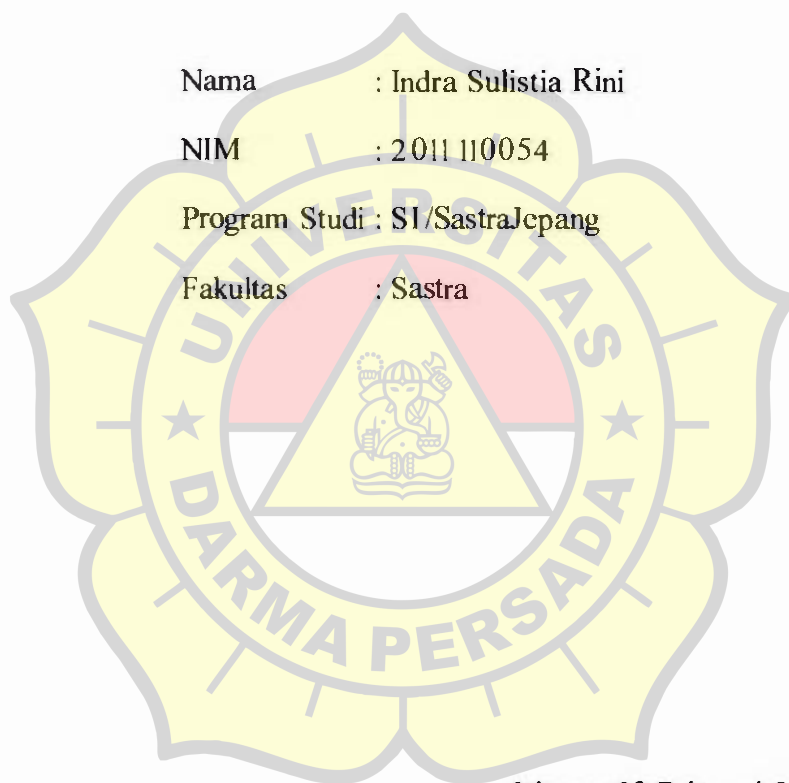 Nama : Indra Sulistia Rini
NIM : 2011110054
Program Studi : S1/SastraJepang
Fakultas : Sastra
UNIVERSITAS
DARMA PERSADA